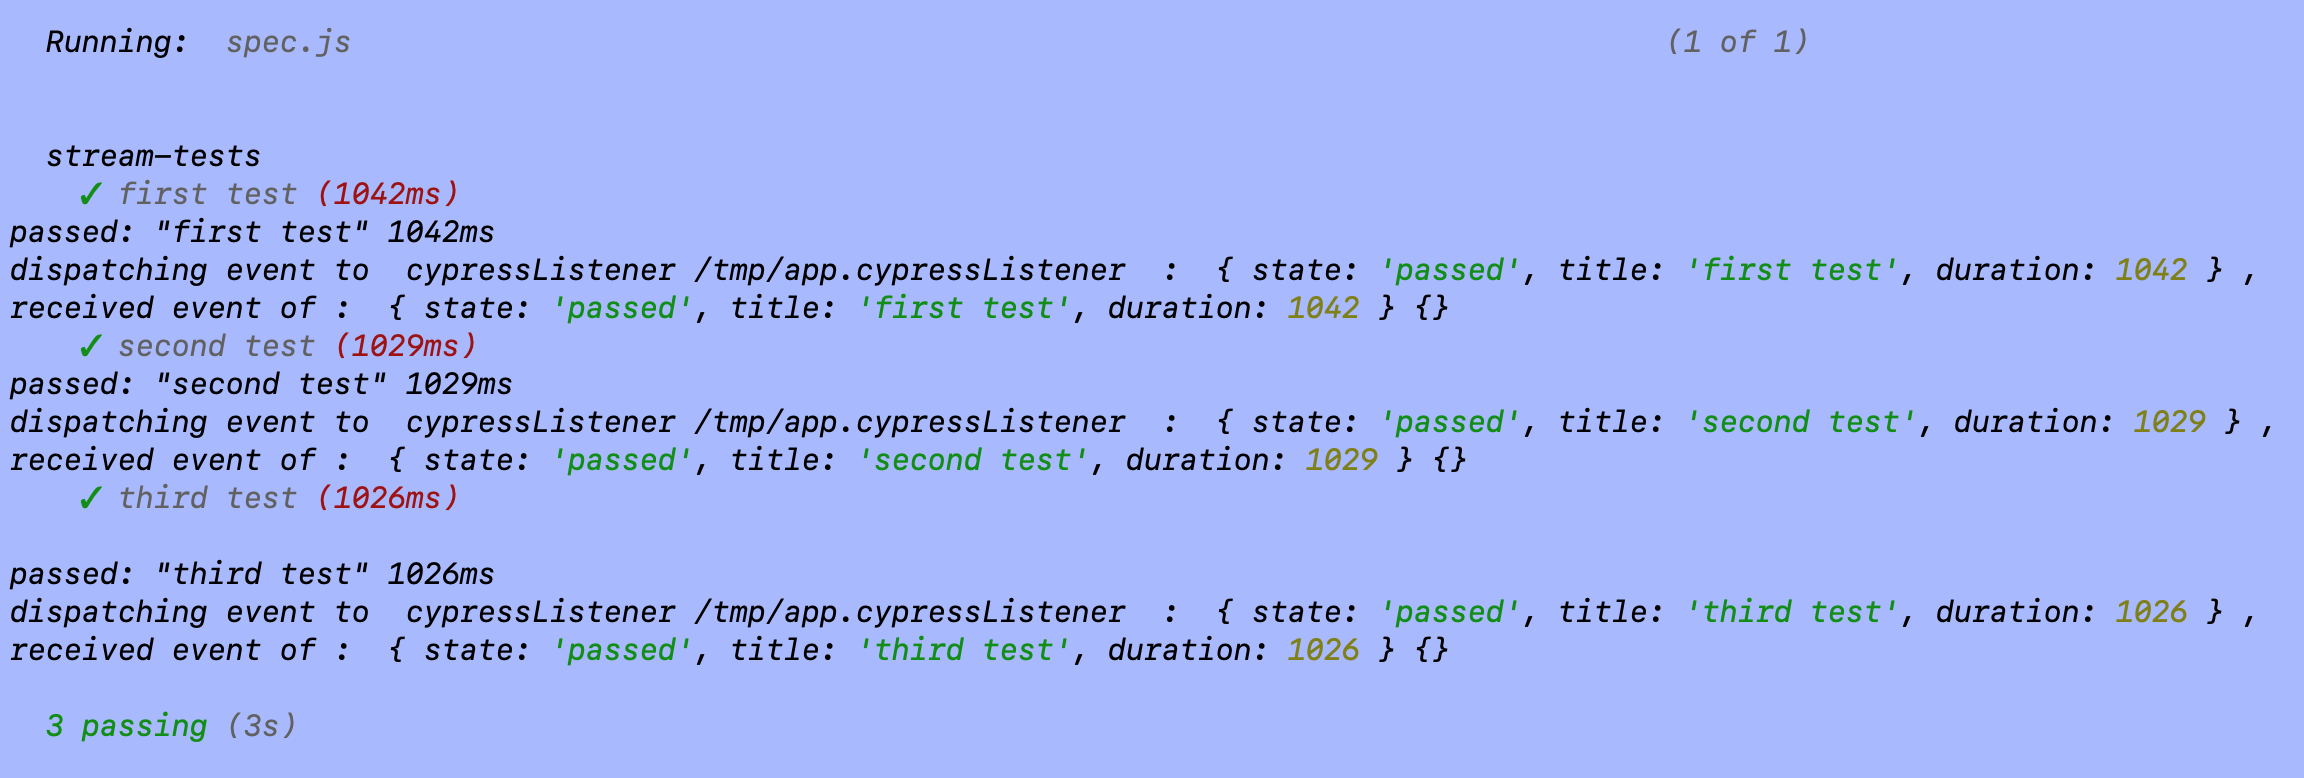 Running:  spec.js (1 of 1)
stream-tests
✓ first test (1042ms)
passed: "first test" 1042ms
dispatching event to  cypressListener /tmp/app.cypressListener  :  { state: 'passed', title: 'first test', duration: 1042 } ,
received event of :  { state: 'passed', title: 'first test', duration: 1042 } {}
✓ second test (1029ms)
passed: "second test" 1029ms
dispatching event to  cypressListener /tmp/app.cypressListener  :  { state: 'passed', title: 'second test', duration: 1029 } ,
received event of :  { state: 'passed', title: 'second test', duration: 1029 } {}
✓ third test (1026ms)
passed: "third test" 1026ms
dispatching event to  cypressListener /tmp/app.cypressListener  :  { state: 'passed', title: 'third test', duration: 1026 } ,
received event of :  { state: 'passed', title: 'third test', duration: 1026 } {}
3 passing (3s)